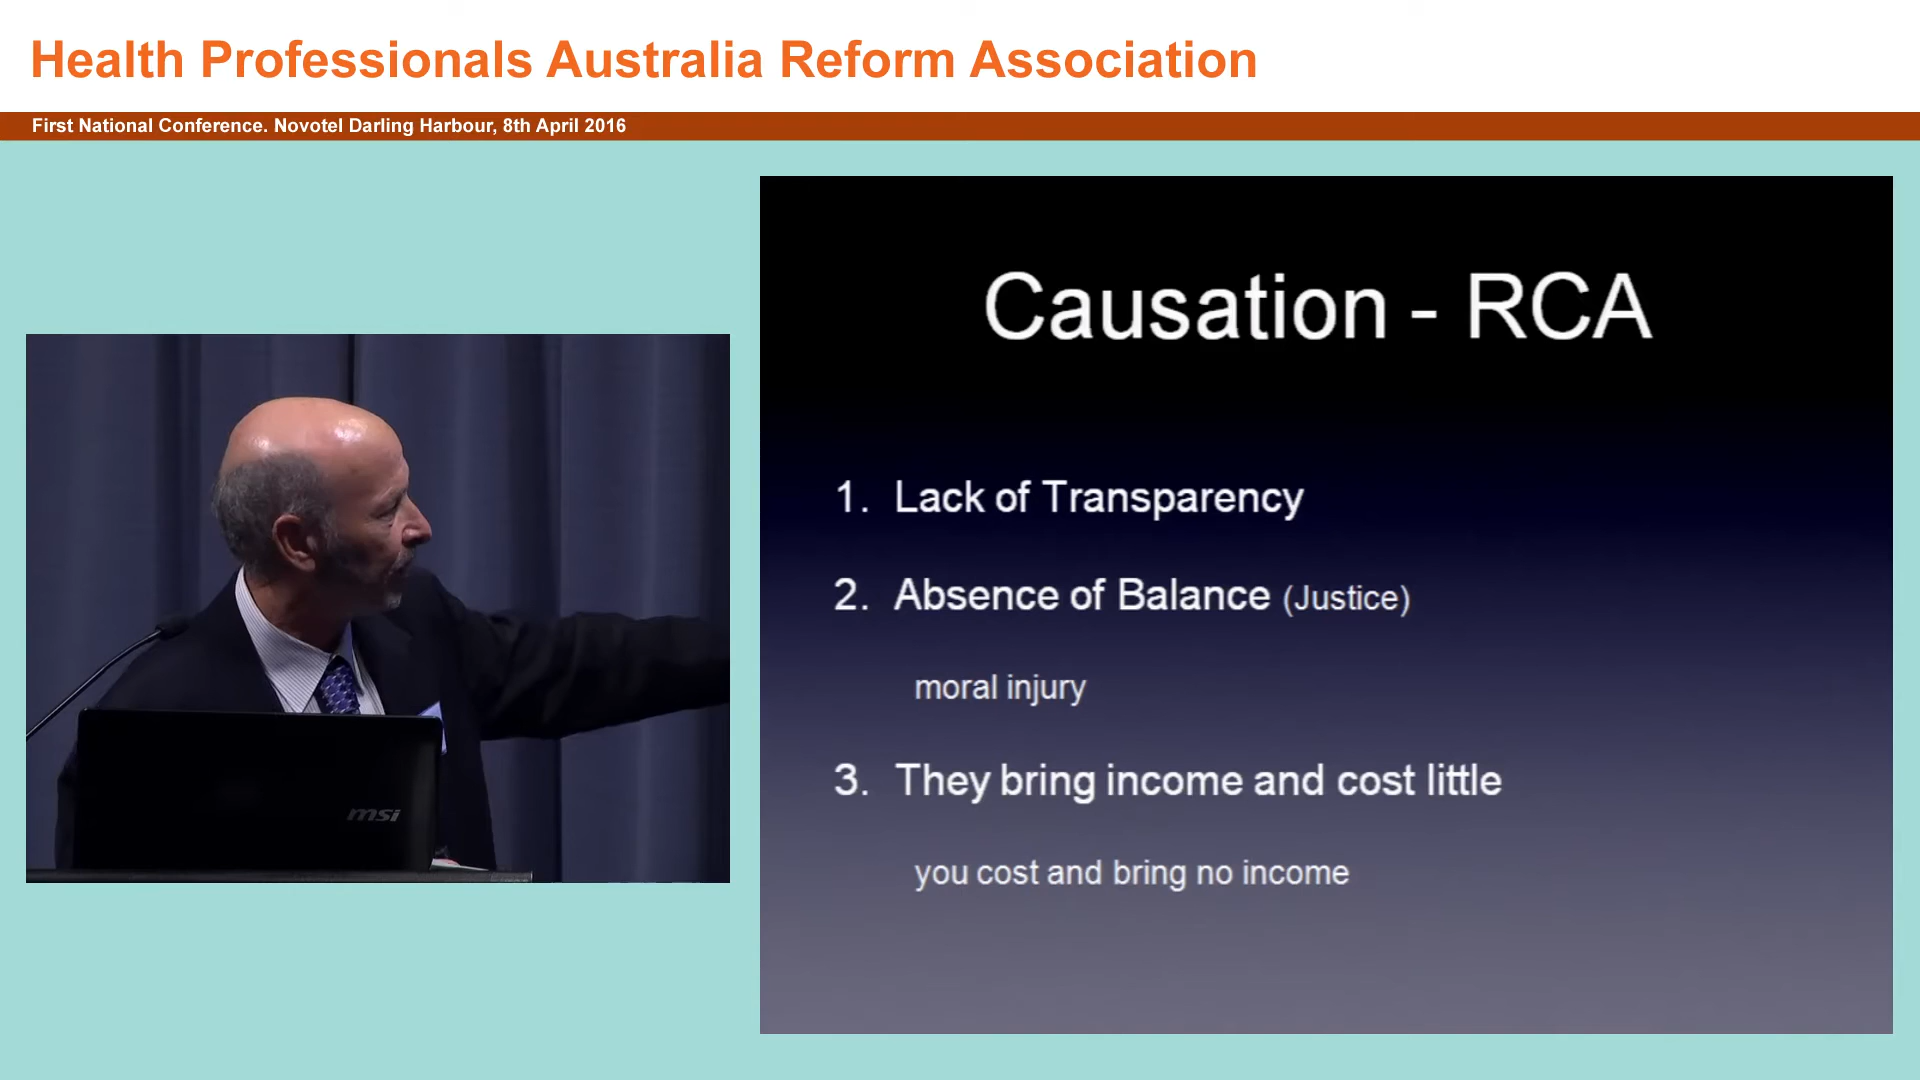 Health Professionals Australia Reform Association
First National Conference. Novotel Darling Harbour, 8th April 2016
Causation - RCA
1. Lack of Transparency
2. Absence of Balance (Justice)
moral injury
3. They bring income and cost little
you cost and bring no income
msi